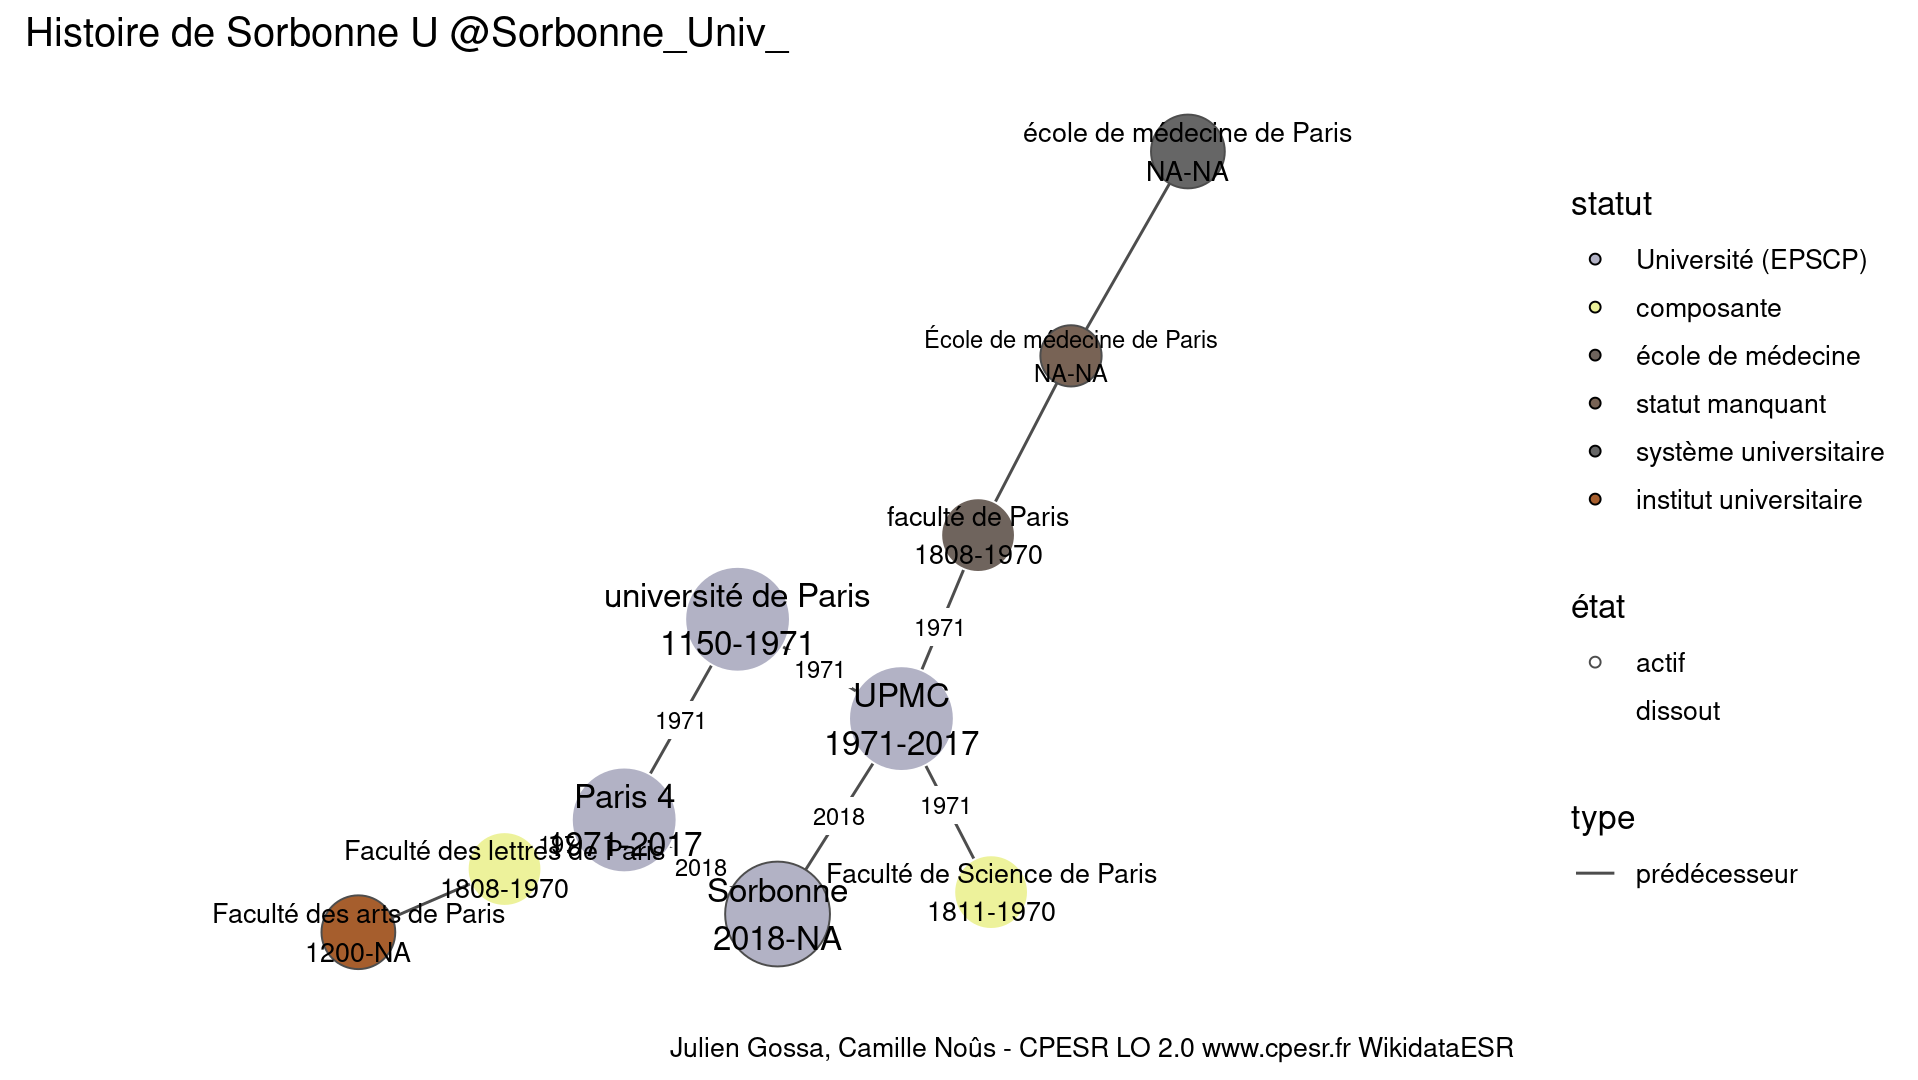 Histoire de Sorbonne U @Sorbonne_Univ_
école de médecine de Paris
NA-NA
École de médecine de Paris
NA-NA
faculté de Paris
1808-1970
université de Paris
1150-1971
1971
1971
UPMC
1971-2017
1971
Paris 4
1971-2017
2018
1971
Faculté des lettres de Paris
1808-1970
2018
Sorbonne
2018-NA
Faculté de Science de Paris
1811-1970
Faculté des arts de Paris
1200-NA
statut
Université (EPSCP)
composante
école de médecine
statut manquant
système universitaire
institut universitaire
état
actif
dissout
type
prédécesseur
Julien Gossa, Camille Noûs - CPESR LO 2.0 www.cpesr.fr WikidataESR